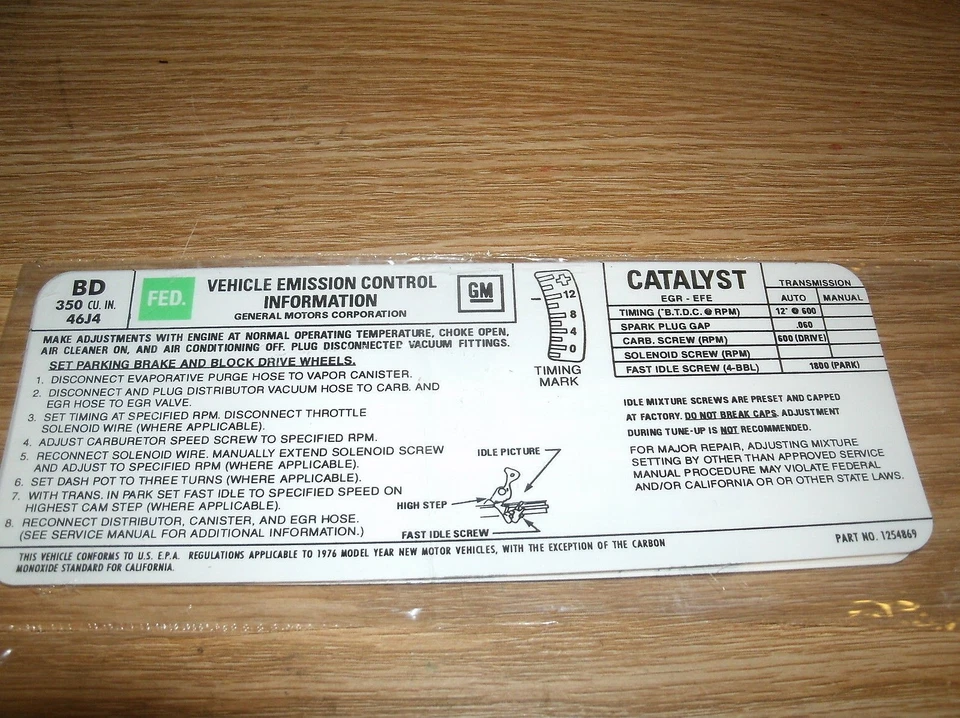 BD
350 CU. IN.
46J4
FED.
VEHICLE EMISSION CONTROL
INFORMATION
GENERAL MOTORS CORPORATION
GM
MAKE ADJUSTMENTS WITH ENGINE AT NORMAL OPERATING TEMPERATURE, CHOKE OPEN,
AIR CLEANER ON, AND AIR CONDITIONING OFF. PLUG DISCONNECTED VACUUM FITTINGS.
SET PARKING BRAKE AND BLOCK DRIVE WHEELS.
1. DISCONNECT EVAPORATIVE PURGE HOSE TO VAPOR CANISTER.
2. DISCONNECT AND PLUG DISTRIBUTOR VACUUM HOSE TO CARB. AND
EGR HOSE TO EGR VALVE.
3. SET TIMING AT SPECIFIED RPM. DISCONNECT THROTTLE
SOLENOID WIRE (WHERE APPLICABLE).
4. ADJUST CARBURETOR SPEED SCREW TO SPECIFIED RPM.
5. RECONNECT SOLENOID WIRE. MANUALLY EXTEND SOLENOID SCREW
AND ADJUST TO SPECIFIED RPM (WHERE APPLICABLE).
6. SET DASH POT TO THREE TURNS (WHERE APPLICABLE).
7. WITH TRANS. IN PARK SET FAST IDLE TO SPECIFIED SPEED ON
HIGHEST CAM STEP (WHERE APPLICABLE).
8. RECONNECT DISTRIBUTOR, CANISTER, AND EGR HOSE.
(SEE SERVICE MANUAL FOR ADDITIONAL INFORMATION.)
+
12
8
4
0
TIMING
MARK
IDLE PICTURE
HIGH STEP
FAST IDLE SCREW
CATALYST
EGR - EFE
TRANSMISSION
AUTO MANUAL
TIMING (°B.T.D.C. @ RPM) 12° @ 600
SPARK PLUG GAP .060
CARB. SCREW (RPM) 600 (DRIVE)
SOLENOID SCREW (RPM)
FAST IDLE SCREW (4-BBL) 1800 (PARK)
IDLE MIXTURE SCREWS ARE PRESET AND CAPPED
AT FACTORY. DO NOT BREAK CAPS. ADJUSTMENT
DURING TUNE-UP IS NOT RECOMMENDED.
FOR MAJOR REPAIR, ADJUSTING MIXTURE
SETTING BY OTHER THAN APPROVED SERVICE
MANUAL PROCEDURE MAY VIOLATE FEDERAL
AND/OR CALIFORNIA OR OTHER STATE LAWS.
THIS VEHICLE CONFORMS TO U.S. E.P.A. REGULATIONS APPLICABLE TO 1976 MODEL YEAR NEW MOTOR VEHICLES, WITH THE EXCEPTION OF THE CARBON
MONOXIDE STANDARD FOR CALIFORNIA.
PART NO. 1254869